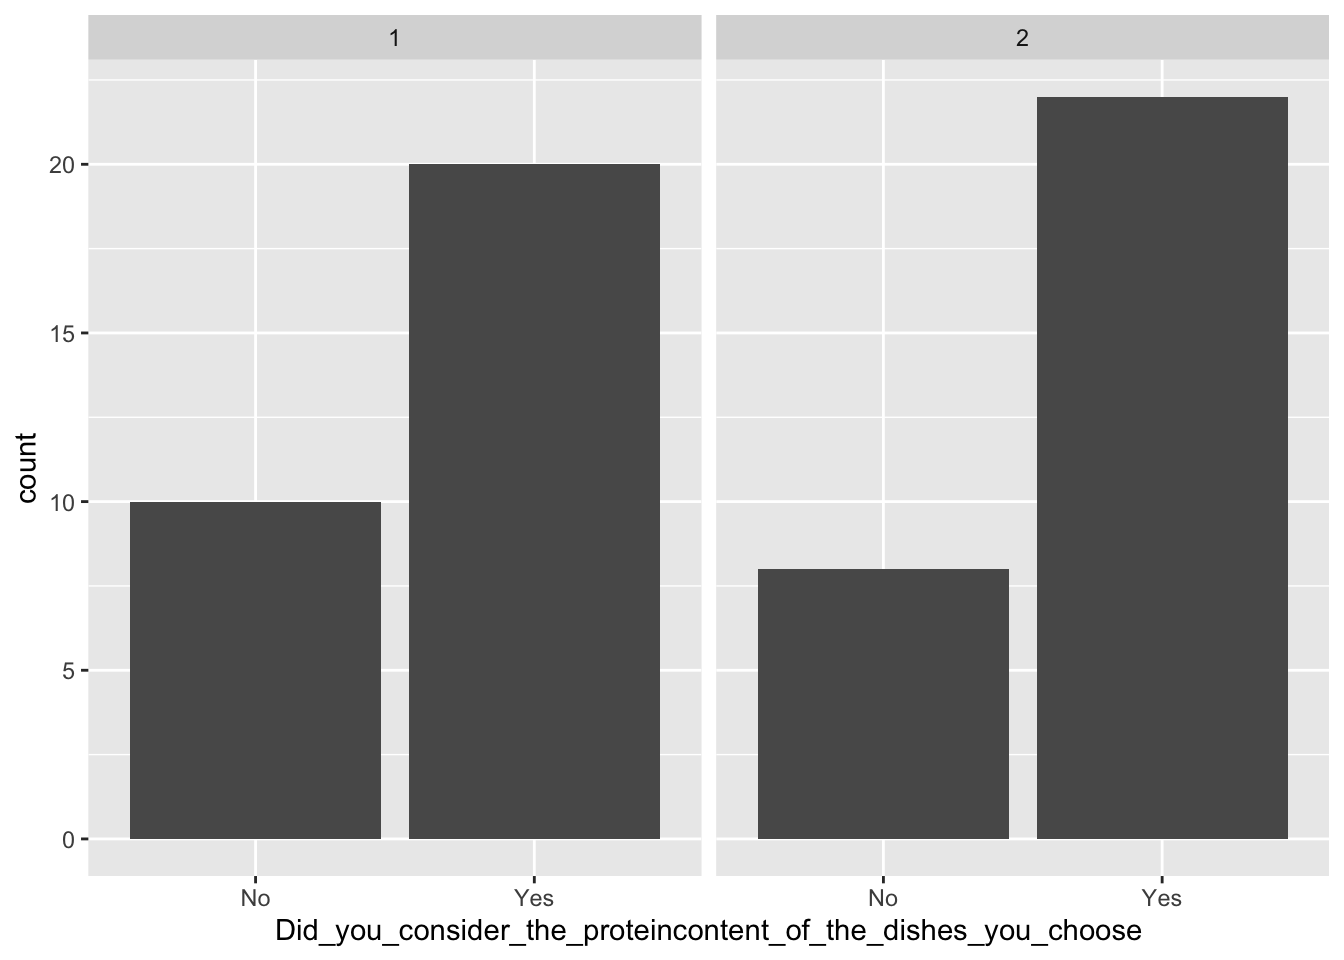 1
2
count
20
15
10
5
0
No
Yes
No
Yes
Did_you_consider_the_proteincontent_of_the_dishes_you_choose